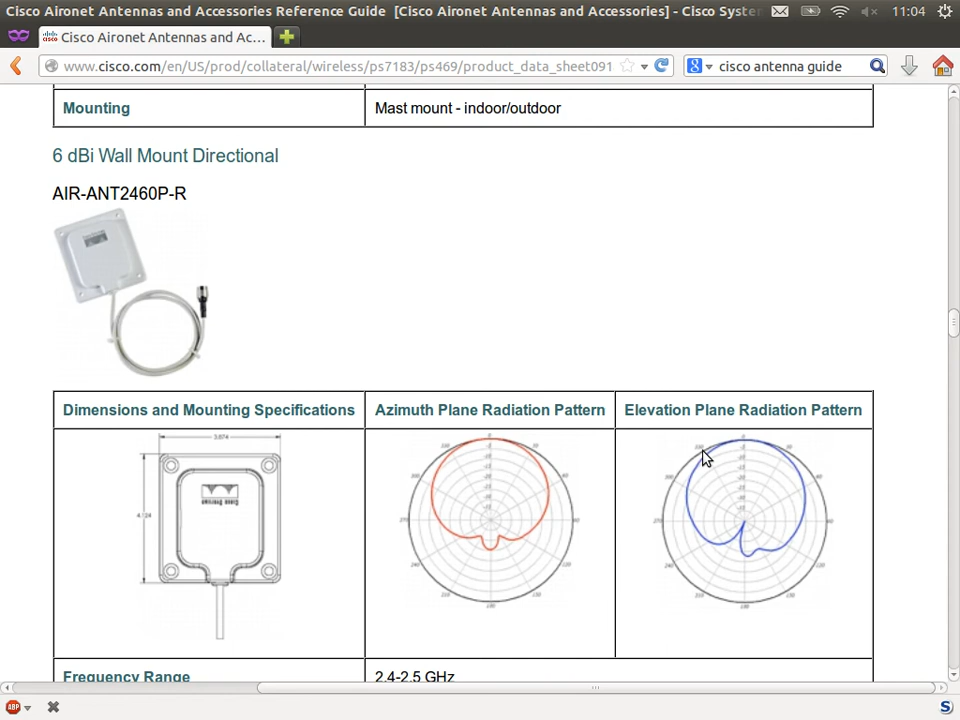 Cisco Aironet Antennas and Accessories Reference Guide [Cisco Aironet Antennas and Accessories] - Cisco Syste
11:04
Cisco Aironet Antennas and Ac...
www.cisco.com/en/US/prod/collateral/wireless/ps7183/ps469/product_data_sheet091
8
cisco antenna guide
Mounting
Mast mount - indoor/outdoor
6 dBi Wall Mount Directional
AIR-ANT2460P-R
Dimensions and Mounting Specifications
Azimuth Plane Radiation Pattern
Elevation Plane Radiation Pattern
Frequency Range
2.4-2.5 GHz
ABP
S